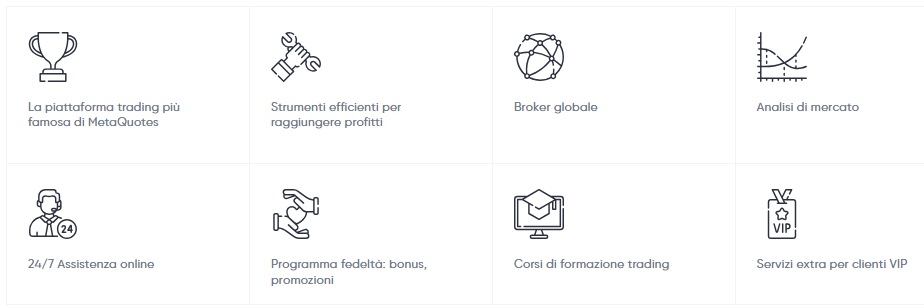 La piattaforma trading più
famosa di MetaQuotes
Strumenti efficienti per
raggiungere profitti
Broker globale
Analisi di mercato
24
24/7 Assistenza online
Programma fedeltà: bonus,
promozioni
Corsi di formazione trading
VIP
Servizi extra per clienti VIP